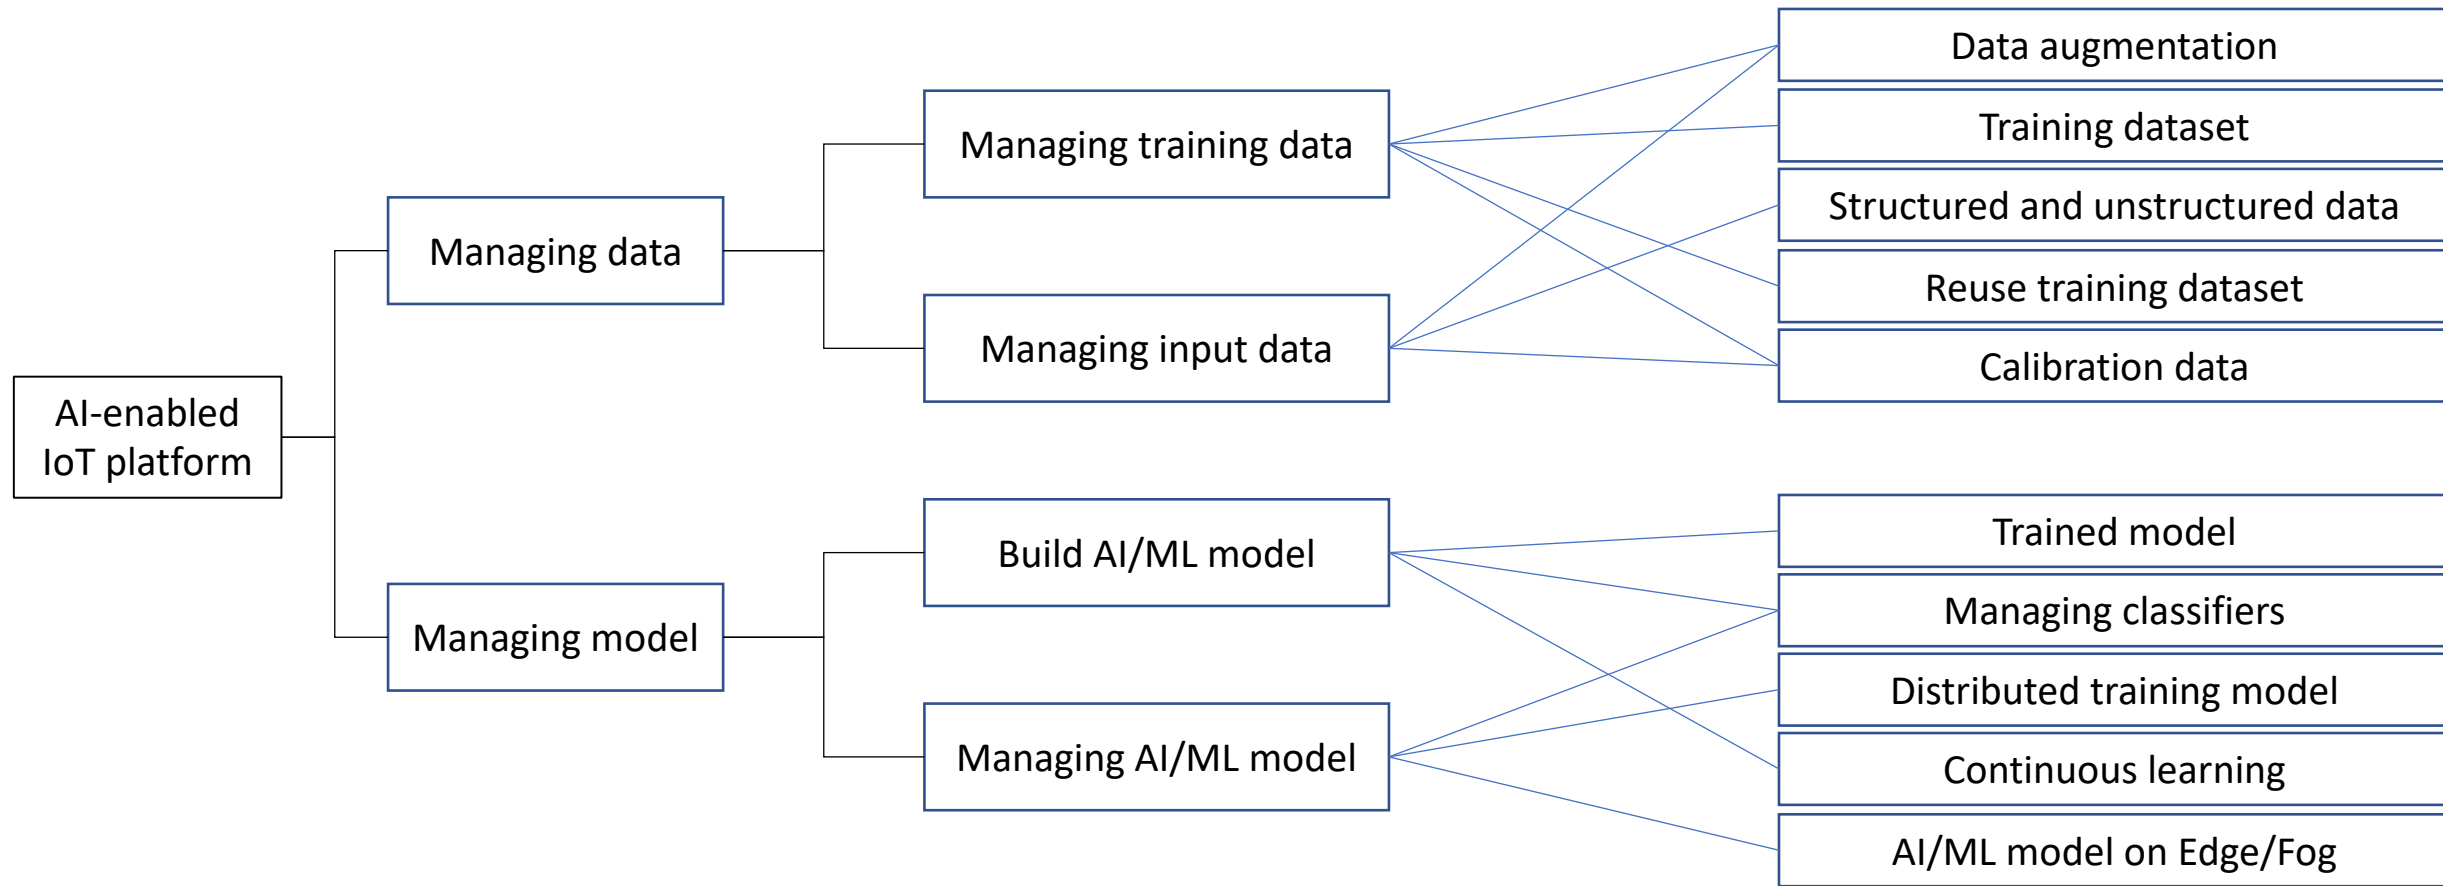 AI-enabled
IoT platform
Managing data
Managing model
Managing training data
Managing input data
Build AI/ML model
Managing AI/ML model
Data augmentation
Training dataset
Structured and unstructured data
Reuse training dataset
Calibration data
Trained model
Managing classifiers
Distributed training model
Continuous learning
AI/ML model on Edge/Fog